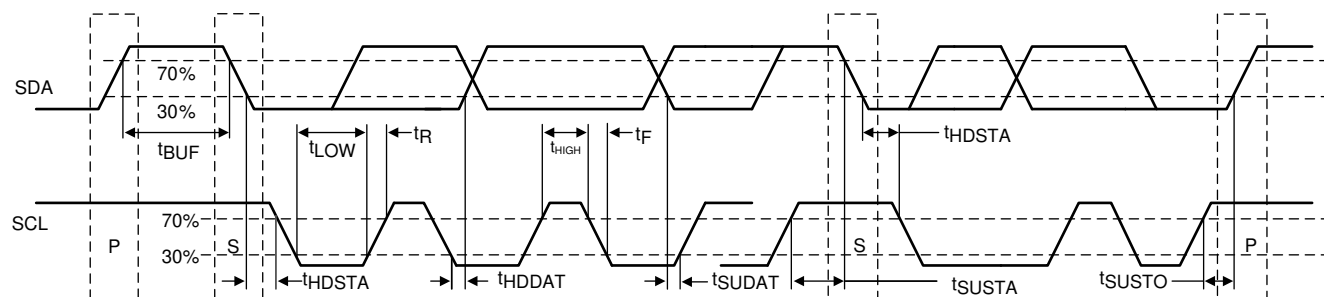 SDA
70%
30%
tBUF
tLOW
tR
tHIGH
tF
tHDSTA
SCL
70%
30%
P
S
S
P
tHDSTA
tHDDAT
tSUDAT
tSUSTA
tSUSTO